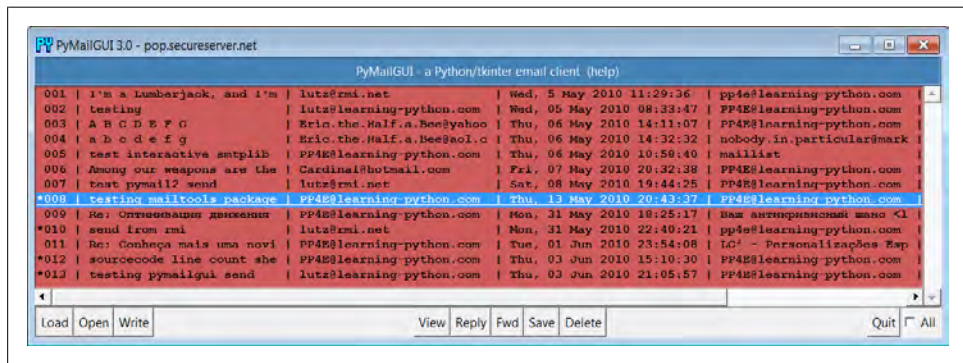 PyMailGUI 3.0 - pop.secureserver.net
PyMailGUI - a Python/tkinter email client (help)
001 | I'm a Lumberjack, and I'm | lutz@rmi.net | Wed, 5 May 2010 11:29:36 | pp4e@learning-python.com |
002 | testing | lutz@learning-python.com | Wed, 05 May 2010 08:33:47 | PP4E@learning-python.com |
003 | A B C D E F G | Eric.the.Half.a.Bee@yahoo | Thu, 06 May 2010 14:11:07 | PP4E@learning-python.com |
004 | a b c d e f g | Eric.the.Half.a.Bee@aol.c | Thu, 06 May 2010 14:32:32 | nobody.in.particular@mark |
005 | test interactive smtplib | PP4E@learning-python.com | Thu, 06 May 2010 10:58:40 | maillist |
006 | Among our weapons are the | Cardinal@hotmail.com | Fri, 07 May 2010 20:32:38 | PP4E@learning-python.com |
007 | test pymail2 send | lutz@rmi.net | Sat, 08 May 2010 19:44:25 | PP4E@learning-python.com |
*008 | testing mailtools package | PP4E@learning-python.com | Thu, 13 May 2010 20:43:37 | PP4E@learning-python.com |
009 | Re: Оптимизация движения | PP4E@learning-python.com | Mon, 31 May 2010 18:25:17 | Ваш антикризисный шанс <l
*010 | send from rmi | lutz@rmi.net | Mon, 31 May 2010 22:40:21 | pp4e@learning-python.com |
011 | Re: Conheça mais uma novi | PP4E@learning-python.com | Tue, 01 Jun 2010 23:54:08 | - Personalizações Esp
*012 | sourcecode line count she | PP4E@learning-python.com | Thu, 03 Jun 2010 15:10:30 | PP4E@learning-python.com |
*013 | testing pymailgui send | lutz@learning-python.com | Thu, 03 Jun 2010 21:05:57 | PP4E@learning-python.com |
Load Open Write View Reply Fwd Save Delete Quit All